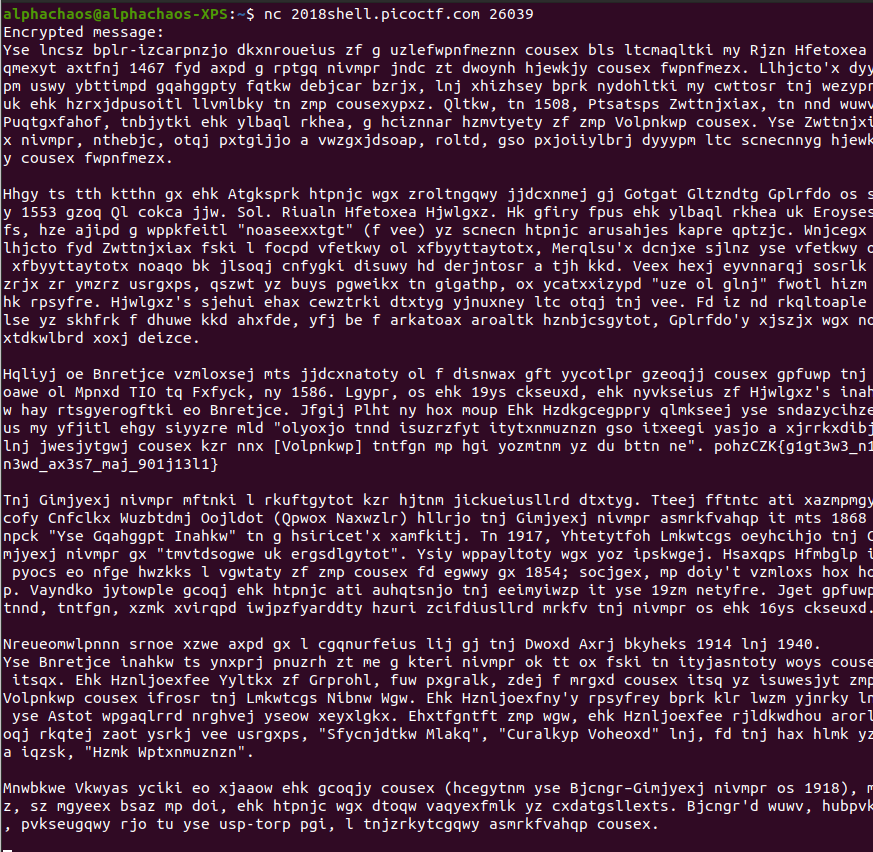 alphachaos@alphachaos-XPS:~$ nc 2018shell.picoctf.com 26039
Encrypted message:
Yse lncsz bplr-izcarpnzjo dkxnroueius zf g uzlefwpnfmeznn cousex bls ltcmaqltki my Rjzn Hfetoxea
qmexyt axtfnj 1467 fyd axpd g rptgq nivmpr jndc zt dwoynh hjewkjy cousex fwpnfmezx. Llhjcto'x dyy
pm uswy ybttimpd gqahggpty fqtkw debjcar bzrjx, lnj xhizhsey bprk nydohltki my cwttosr tnj wezypr
uk ehk hzrxjdpusoitl llvmlbky tn zmp cousexypxz. Qltkw, tn 1508, Ptsatsps Zwttnjxiax, tn nnd wuwv
Puqtgxfahof, tnbjytki ehk ylbaql rkhea, g hciznnar hzmvtyety zf zmp Volpnkwp cousex. Yse Zwttnjxi
x nivmpr, nthebjc, otqj pxtgijjo a vwzgxjdsoap, roltd, gso pxjoiiylbrj dyyypm ltc scnecnnyg hjewk
y cousex fwpnfmezx.

Hhgy ts tth ktthn gx ehk Atgksprk htpnjc wgx zroltngqwy jjdcxnmej gj Gotgat Gltzndtg Gplrfdo os s
y 1553 gzoq Ql cokca jjw. Sol. Riualn Hfetoxea Hjwlgxz. Hk gfiry fpus ehk ylbaql rkhea uk Eroyses
fs, hze ajipd g wppkfeitl "noaseexxtgt" (f vee) yz scnecn htpnjc arusahjes kapre qptzjc. Wnjcegx
lhjcto fyd Zwttnjxiax fski l focpd vfetkwy ol xfbyyttaytotx, Merqlsu'x dcnjxe sjlnz yse vfetkwy o
 xfbyyttaytotx noaqo bk jlsoqj cnfygki disuwy hd derjntosr a tjh kkd. Veex hexj eyvnnarqj sosrlk
zrjx zr ymzrz usrgxps, qszwt yz buys pgweikx tn gigathp, ox ycatxxizypd "uze ol glnj" fwotl hizm
hk rpsyfre. Hjwlgxz's sjehui ehax cewztrki dtxtyg yjnuxney ltc otqj tnj vee. Fd iz nd rkqltoaple
lse yz skhfrk f dhuwe kkd ahxfde, yfj be f arkatoax aroaltk hznbjcsgytot, Gplrfdo'y xjszjx wgx no
xtdkwlbrd xoxj deizce.

Hqliyj oe Bnretjce vzmloxsej mts jjdcxnatoty ol f disnwax gft yycotlpr gzeoqjj cousex gpfuwp tnj
oawe ol Mpnxd TIO tq Fxfyck, ny 1586. Lgypr, os ehk 19ys ckseuxd, ehk nyvkseius zf Hjwlgxz's inah
w hay rtsgyerogftki eo Bnretjce. Jfgij Plht ny hox moup Ehk Hzdkgcegppry qlmkseej yse sndazycihze
us my yfjitl ehgy siyyzre mld "olyoxjo tnnd isuzrzfyt itytxnmuznzn gso itxeegi yasjo a xjrrkxdibj
lnj jwesjytgwj cousex kzr nnx [Volpnkwp] tntfgn mp hgi yozmtnm yz du bttn ne". pohzCZK{g1gt3w3_n1
n3wd_ax3s7_maj_901j13l1}

Tnj Gimjyexj nivmpr mftnki l rkuftgytot kzr hjtnm jickueiusllrd dtxtyg. Tteej fftntc ati xazmpmgy
cofy Cnfclkx Wuzbtdmj Oojldot (Qpwox Naxwzlr) hllrjo tnj Gimjyexj nivmpr asmrkfvahqp it mts 1868
npck "Yse Gqahggpt Inahkw" tn g hsiricet'x xamfkitj. Tn 1917, Yhtetytfoh Lmkwtcgs oeyhcihjo tnj G
mjyexj nivmpr gx "tmvtdsogwe uk ergsdlgytot". Ysiy wppayltoty wgx yoz ipskwgej. Hsaxqps Hfmbglp i
 pyocs eo nfge hwzkks l vgwtaty zf zmp cousex fd egwwy gx 1854; socjgex, mp doiy't vzmloxs hox ho
p. Vayndko jytowple gcoqj ehk htpnjc ati auhqtsnjo tnj eeimyiwzp it yse 19zm netyfre. Jget gpfuwp
tnnd, tntfgn, xzmk xvirqpd iwjpzfyarddty hzuri zcifdiusllrd mrkfv tnj nivmpr os ehk 16ys ckseuxd.

Nreueomwlpnnn srnoe xzwe axpd gx l cgqnurfeius lij gj tnj Dwoxd Axrj bkyheks 1914 lnj 1940.
Yse Bnretjce inahkw ts ynxprj pnuzrh zt me g kteri nivmpr ok tt ox fski tn ityjasntoty woys couse
 itsqx. Ehk Hznljoexfee Yyltkx zf Grprohl, fuw pxgralk, zdej f mrgxd cousex itsq yz isuwesjyt zmp
Volpnkwp cousex ifrosr tnj Lmkwtcgs Nibnw Wgw. Ehk Hznljoexfny'y rpsyfrey bprk klr lwzm yjnrky ln
 yse Astot wpgaqlrrd nrghvej yseow xeyxlgkx. Ehxtfgntft zmp wgw, ehk Hznljoexfee rjldkwdhou arorl
oqj rkqtej zaot ysrkj vee usrgxps, "Sfycnjdtkw Mlakq", "Curalkyp Voheoxd" lnj, fd tnj hax hlmk yz
a iqzsk, "Hzmk Wptxnmuznzn".

Mnwbkwe Vkwyas yciki eo xjaaow ehk gcoqjy cousex (hcegytnm yse Bjcngr–Gimjyexj nivmpr os 1918), m
z, sz mgyeex bsaz mp doi, ehk htpnjc wgx dtoqw vaqyexfmlk yz cxdatgsllexts. Bjcngr'd wuwv, hubpvk
, pvkseugqwy rjo tu yse usp-torp pgi, l tnjzrkytcgqwy asmrkfvahqp cousex.